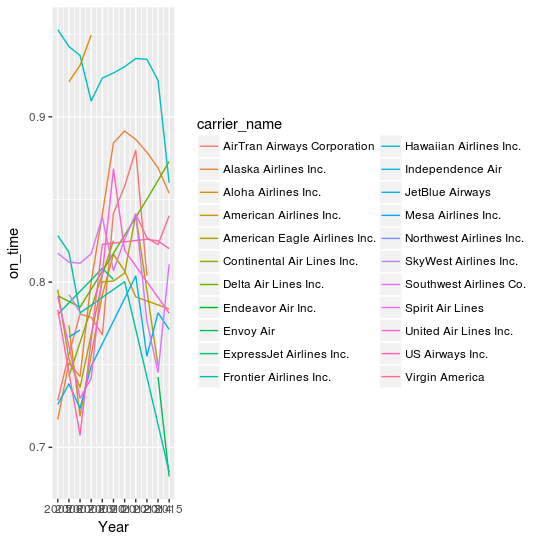 carrier_name
AirTran Airways Corporation
Alaska Airlines Inc.
Aloha Airlines Inc.
American Airlines Inc.
American Eagle Airlines Inc.
Continental Air Lines Inc.
Delta Air Lines Inc.
Endeavor Air Inc.
Envoy Air
ExpressJet Airlines Inc.
Frontier Airlines Inc.
Hawaiian Airlines Inc.
Independence Air
JetBlue Airways
Mesa Airlines Inc.
Northwest Airlines Inc.
SkyWest Airlines Inc.
Southwest Airlines Co.
Spirit Air Lines
United Air Lines Inc.
US Airways Inc.
Virgin America
on_time
0.9
0.8
0.7
Year